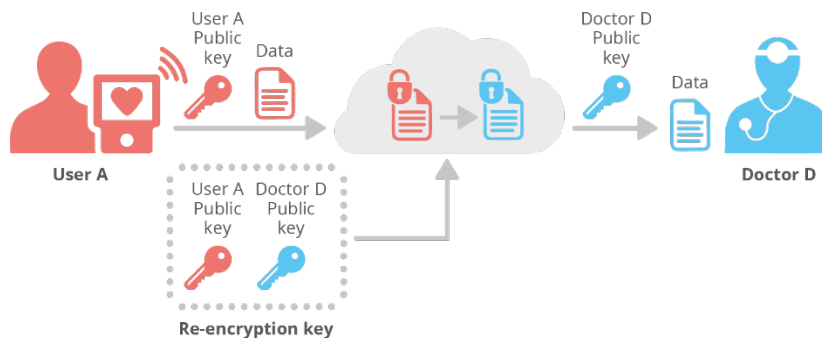 User A
Public
key
Data
Doctor D
Public
key
Data
User A
Doctor D
User A
Public
key
Doctor D
Public
key
Re-encryption key